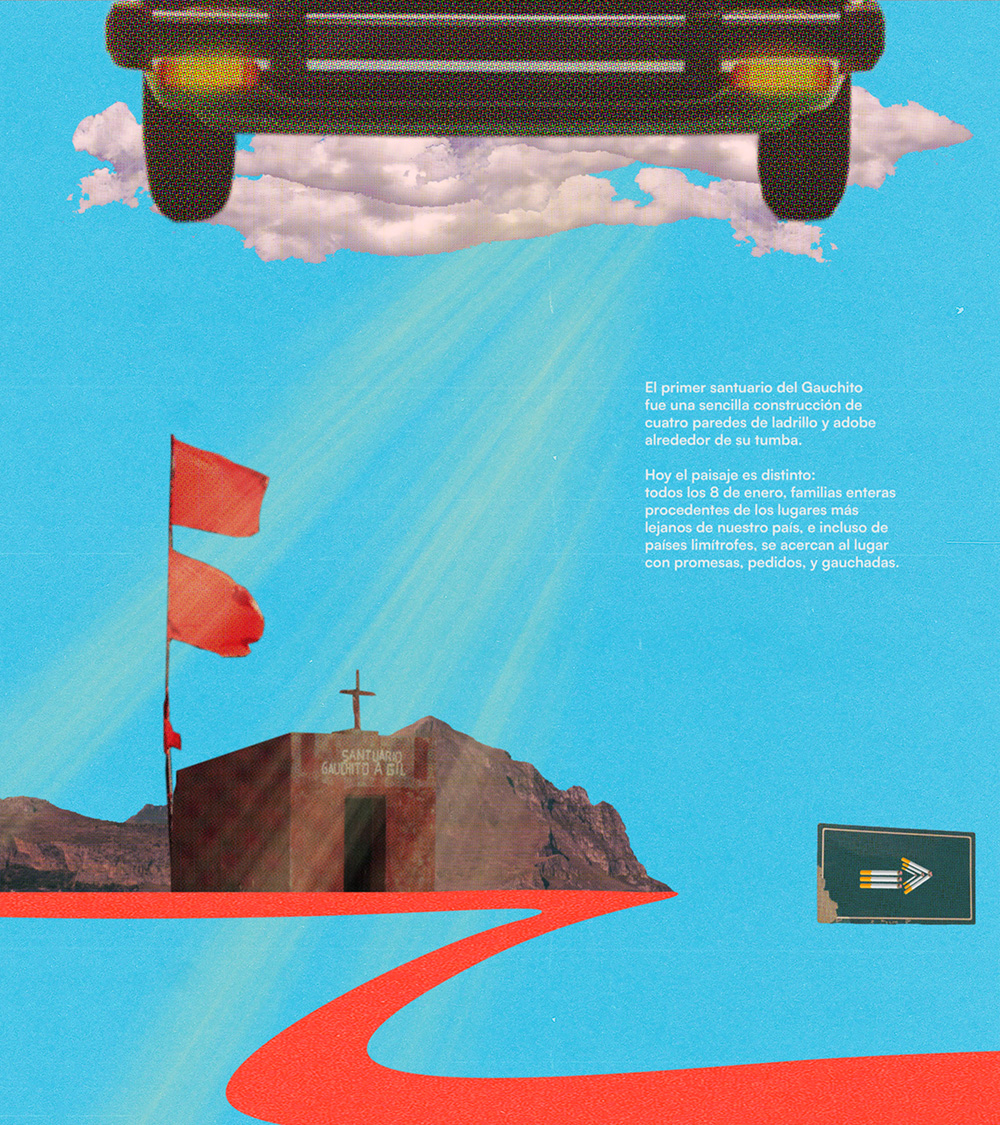 El primer santuario del Gauchito
fue una sencilla construcción de
cuatro paredes de ladrillo y adobe
alrededor de su tumba.
Hoy el paisaje es distinto:
todos los 8 de enero, familias enteras
procedentes de los lugares más
lejanos de nuestro país, e incluso de
países limítrofes, se acercan al lugar
con promesas, pedidos, y gauchadas.
SANTUARIO
GAUCHITO A GIL